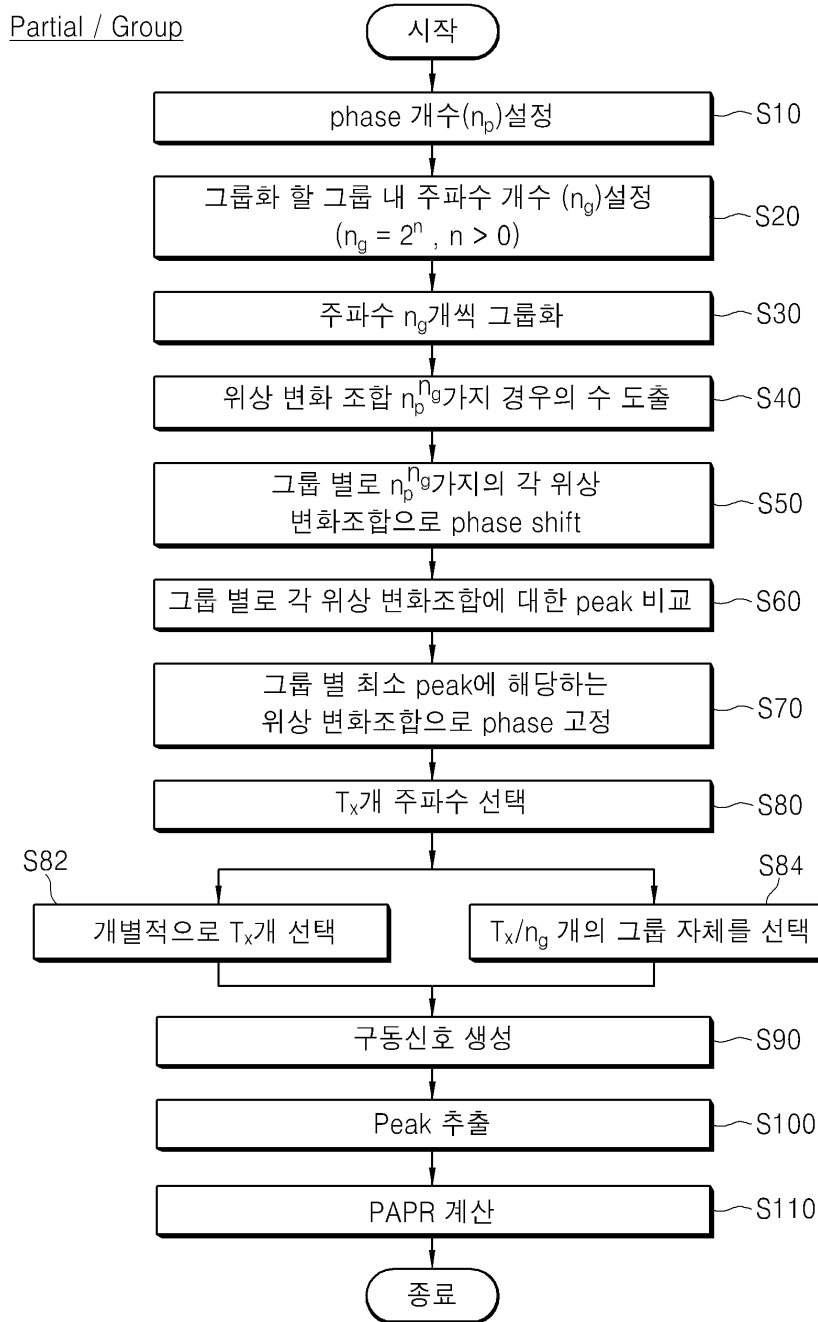 Partial / Group
시작
phase 개수(nₚ)설정
S10
그룹화 할 그룹 내 주파수 개수 (n_g)설정
(n_g = 2ⁿ , n > 0)
S20
주파수 n_g개씩 그룹화
S30
위상 변화 조합 nₚ^n_g가지 경우의 수 도출
S40
그룹 별로 nₚ^n_g가지의 각 위상
변화조합으로 phase shift
S50
그룹 별로 각 위상 변화조합에 대한 peak 비교
S60
그룹 별 최소 peak에 해당하는
위상 변화조합으로 phase 고정
S70
Tₓ개 주파수 선택
S80
S82
개별적으로 Tₓ개 선택
S84
Tₓ/n_g 개의 그룹 자체를 선택
구동신호 생성
S90
Peak 추출
S100
PAPR 계산
S110
종료